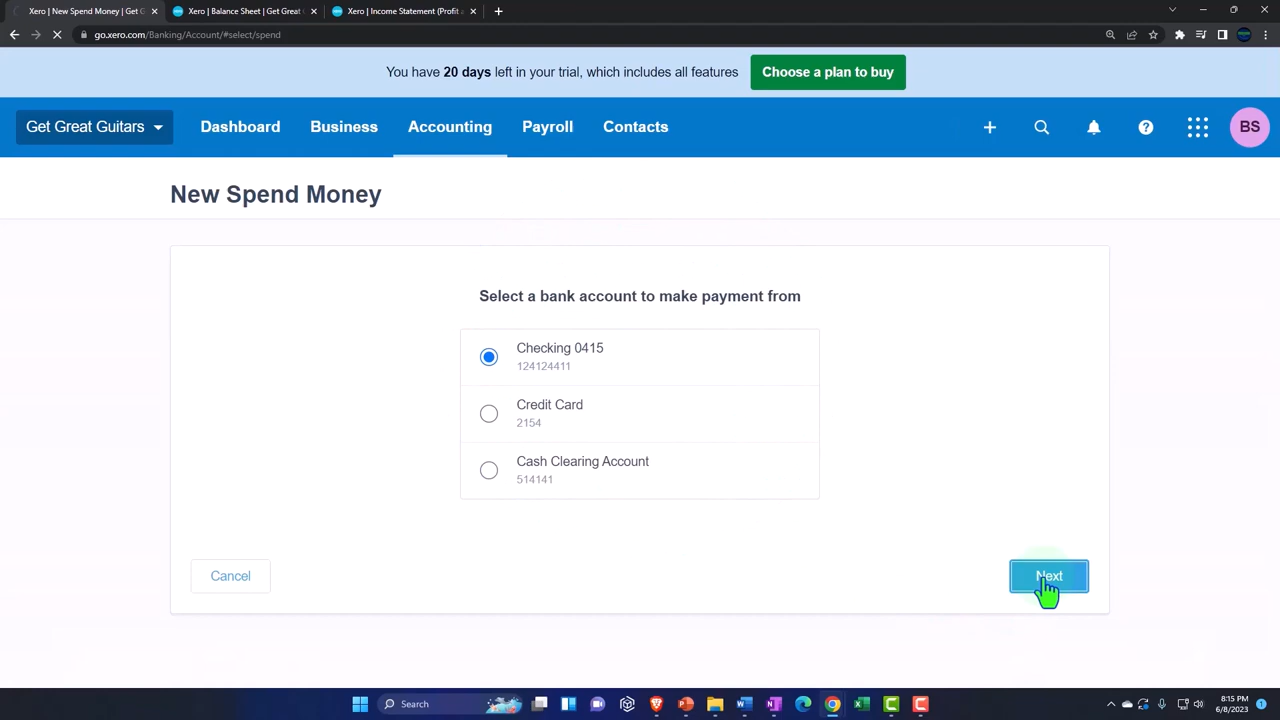 Xero | New Spend Money | Get G
Xero | Balance Sheet | Get Great
Xero | Income Statement (Profit a
go.xero.com/Banking/Account/#select/spend
You have 20 days left in your trial, which includes all features
Choose a plan to buy
Get Great Guitars
Dashboard
Business
Accounting
Payroll
Contacts
BS
New Spend Money
Select a bank account to make payment from
Checking 0415
124124411
Credit Card
2154
Cash Clearing Account
514141
Cancel
Next
Search
8:15 PM
6/8/2023